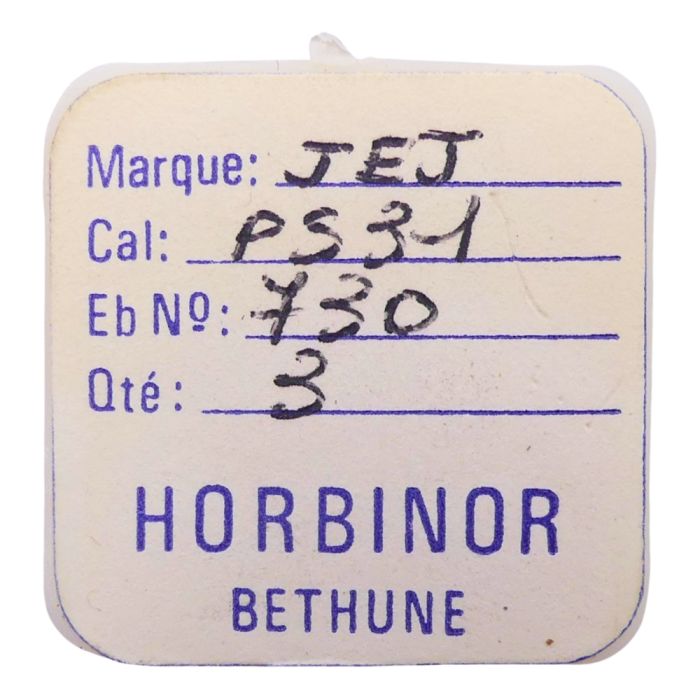 Marque: JEJ
Cal: PS31
Eb Nº: 730
Qté: 3
HORBINOR
BETHUNE